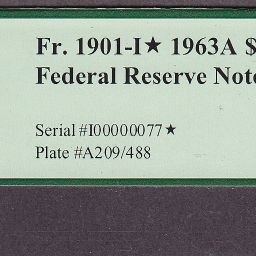 Fr. 1901-I★ 1963A $
Federal Reserve Note
Serial #I00000077★
Plate #A209/488